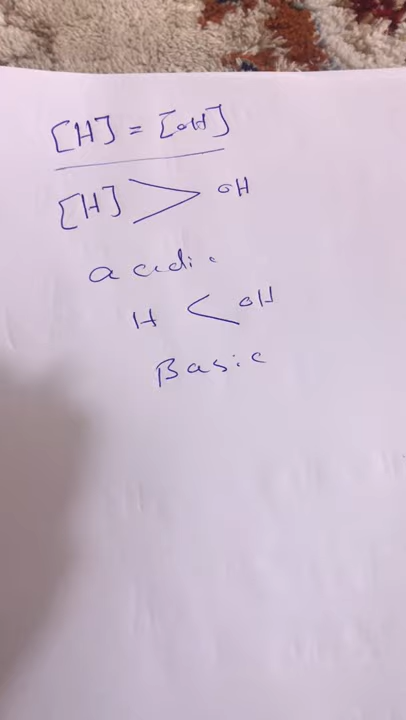 [H] = [oH]
[H] > oH
acidic
H < oH
Basic